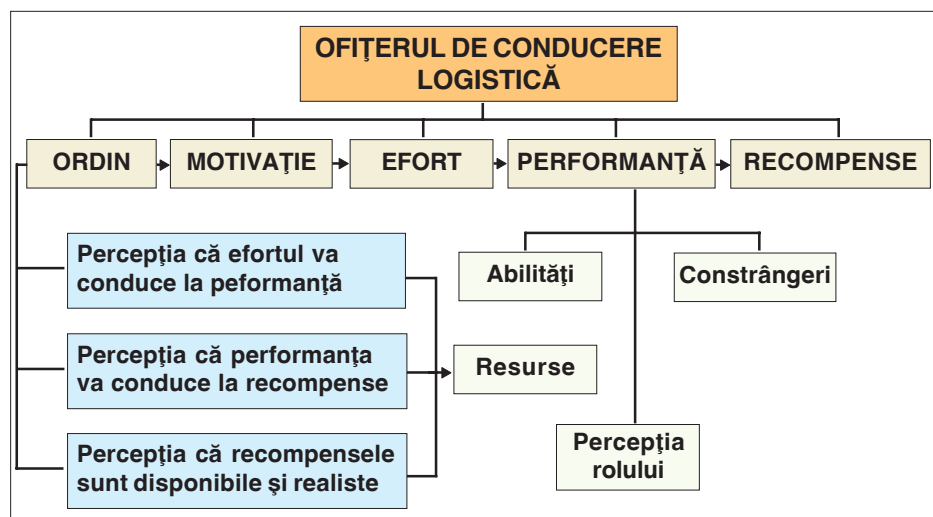 OFIŢERUL DE CONDUCERE
LOGISTICĂ
ORDIN
MOTIVAŢIE
EFORT
PERFORMANŢĂ
RECOMPENSE
Percepţia că efortul va
conduce la peformanţă
Percepţia că performanţa
va conduce la recompense
Percepţia că recompensele
sunt disponibile şi realiste
Abilităţi
Constrângeri
Resurse
Percepţia
rolului